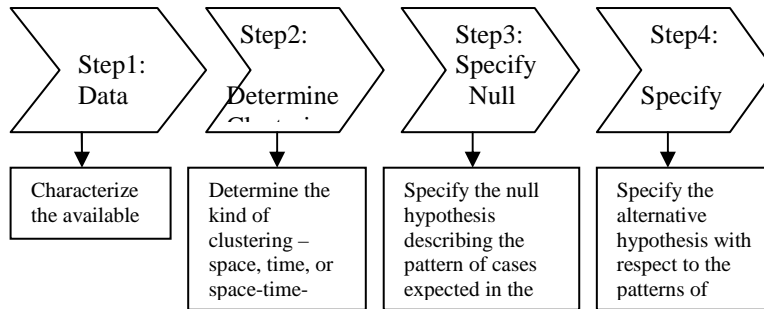 Step1:
Data
Step2:
Determine
Step3:
Specify
Null
Step4:
Specify
Characterize
the available
Determine the
kind of
clustering –
space, time, or
space-time-
Specify the null
hypothesis
describing the
pattern of cases
expected in the
Specify the
alternative
hypothesis with
respect to the
patterns of